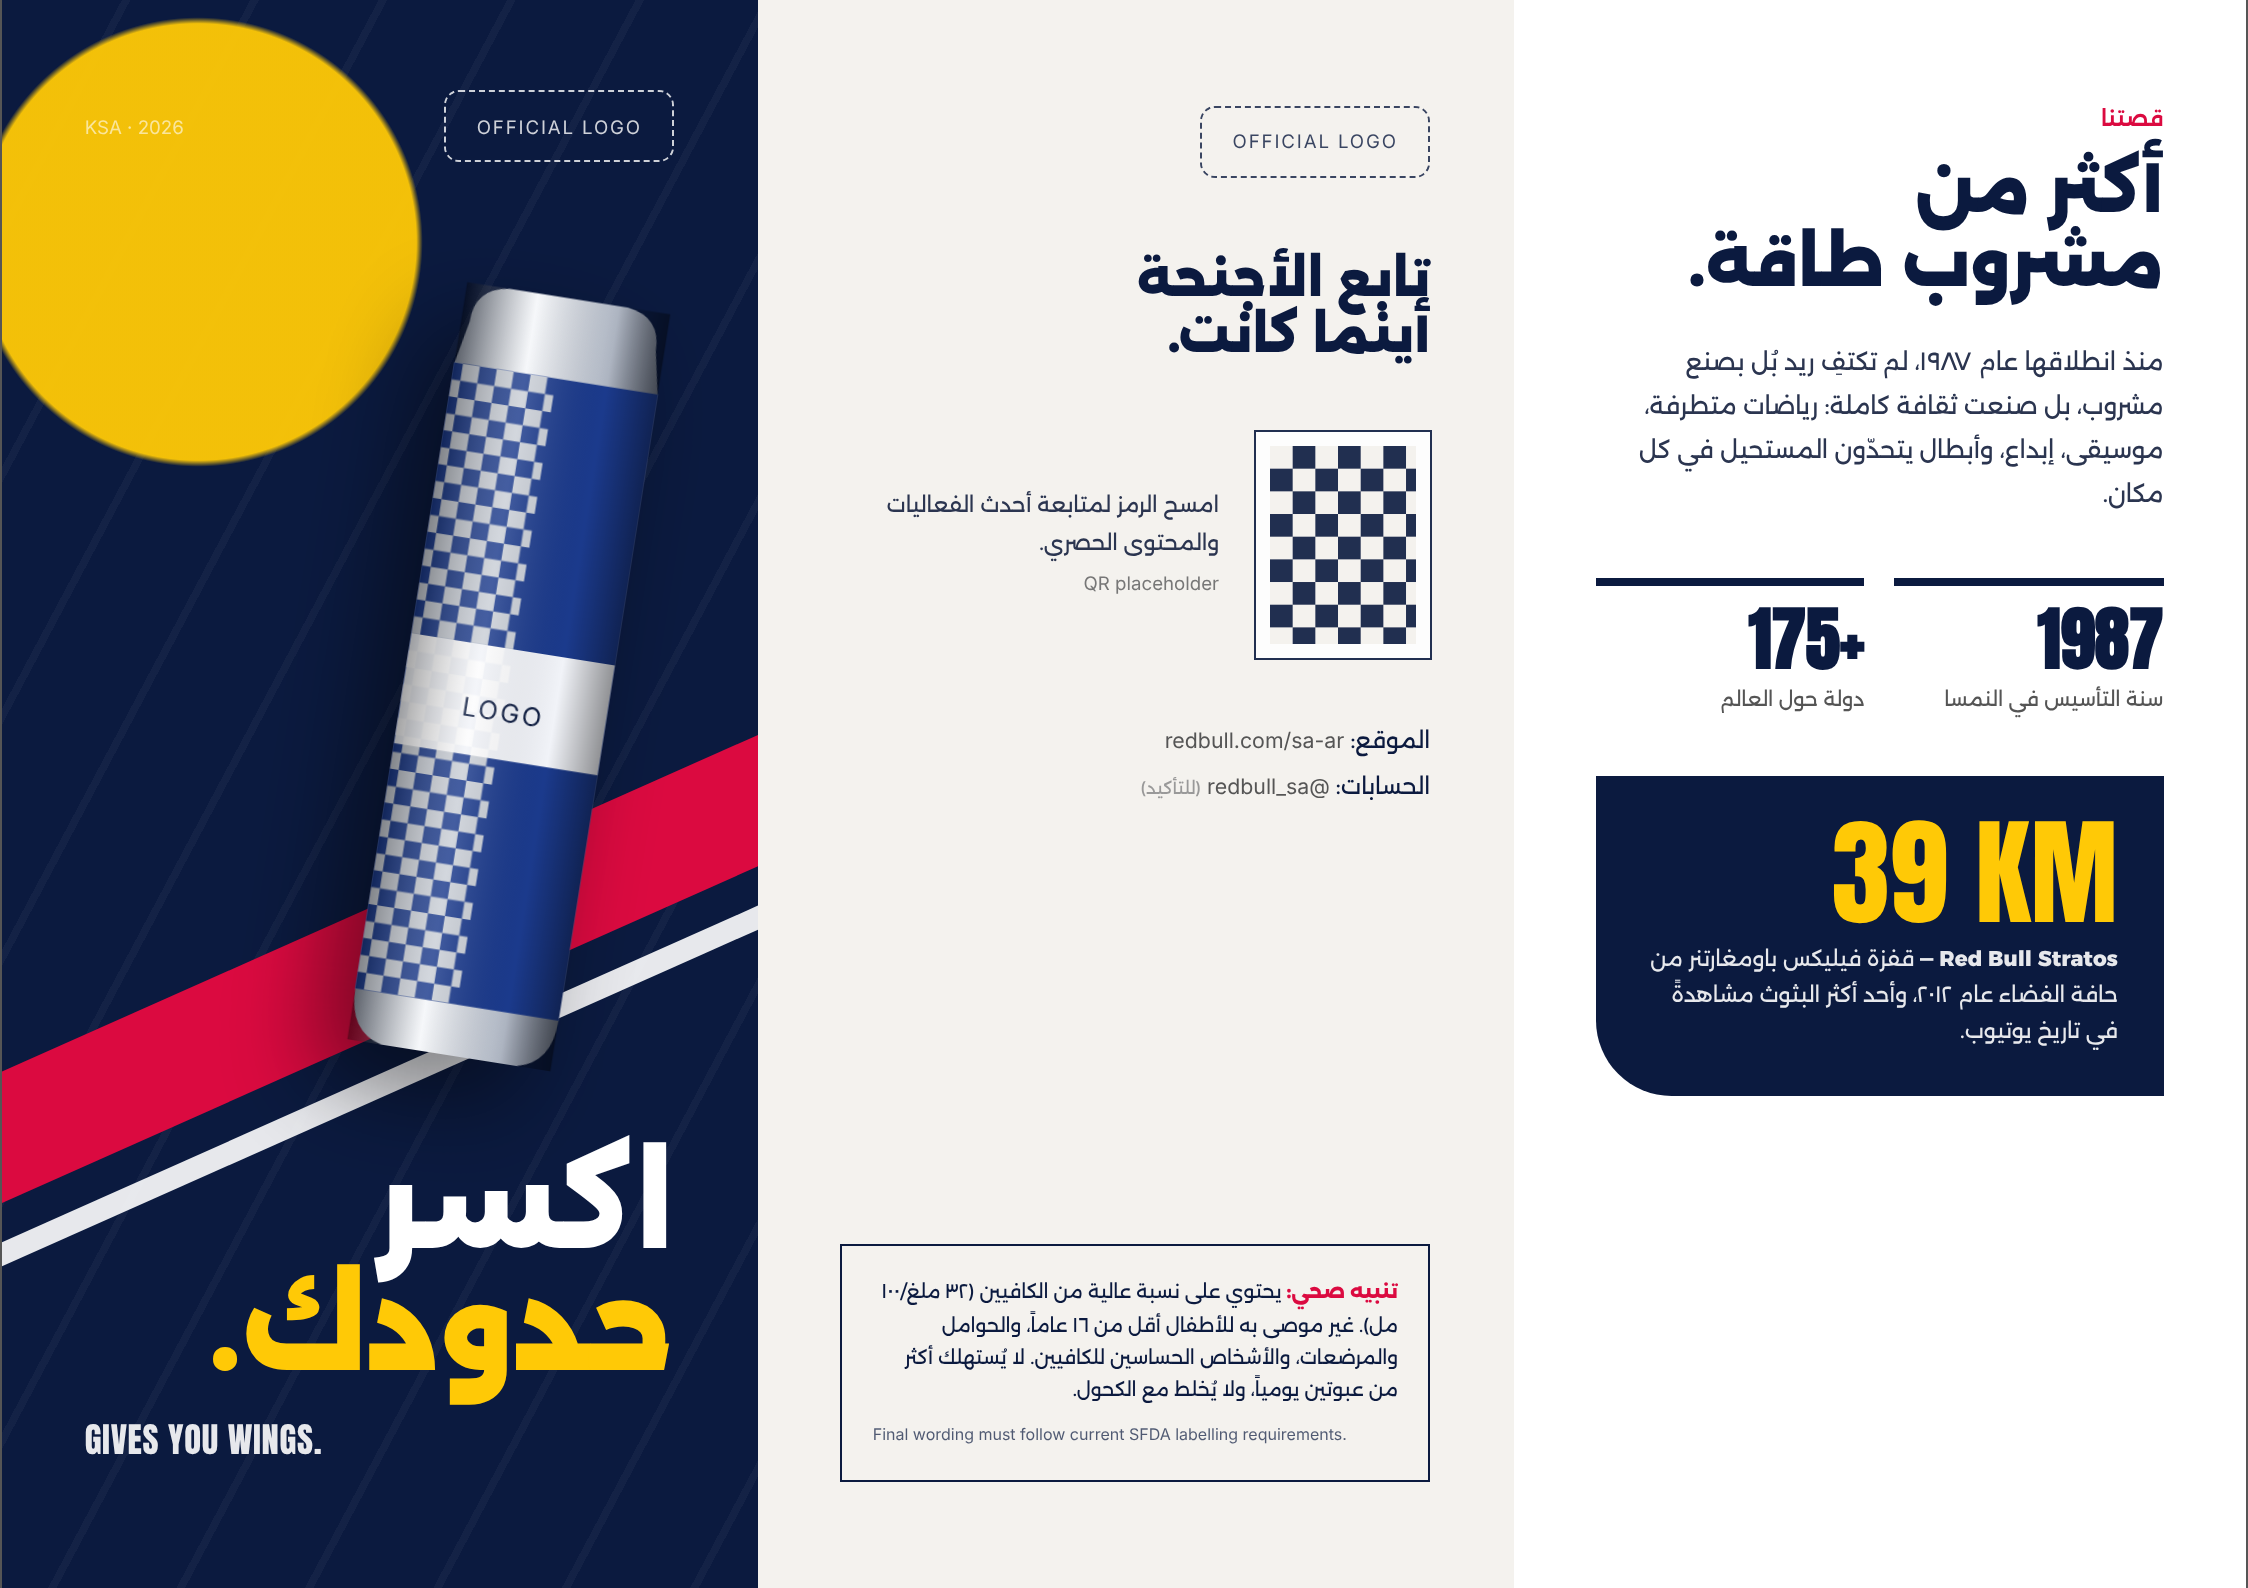 قصتنا
أكثر من
مشروب طاقة.
منذ انطلاقها عام ١٩٨٧، لم تكتفِ ريد بُل بصنع
مشروب، بل صنعت ثقافة كاملة: رياضات متطرفة،
موسيقى، إبداع، وأبطال يتحدّون المستحيل في كل
مكان.
1987
سنة التأسيس في النمسا
175+
دولة حول العالم
39 KM
Red Bull Stratos — قفزة فيليكس باومغارتنر من
حافة الفضاء عام ٢٠١٢، وأحد أكثر البثوث مشاهدةً
في تاريخ يوتيوب.
OFFICIAL LOGO
تابع الأجنحة
أينما كانت.
امسح الرمز لمتابعة أحدث الفعاليات
والمحتوى الحصري.
QR placeholder
الموقع: redbull.com/sa-ar
الحسابات: @redbull_sa (للتأكيد)
تنبيه صحي: يحتوي على نسبة عالية من الكافيين (٣٢ ملغ/١٠٠
مل). غير موصى به للأطفال أقل من ١٦ عاماً، والحوامل
والمرضعات، والأشخاص الحساسين للكافيين. لا يُستهلك أكثر
من عبوتين يومياً، ولا يُخلط مع الكحول.
Final wording must follow current SFDA labelling requirements.
OFFICIAL LOGO
KSA · 2026
LOGO
اكسر
حدودك.
GIVES YOU WINGS.